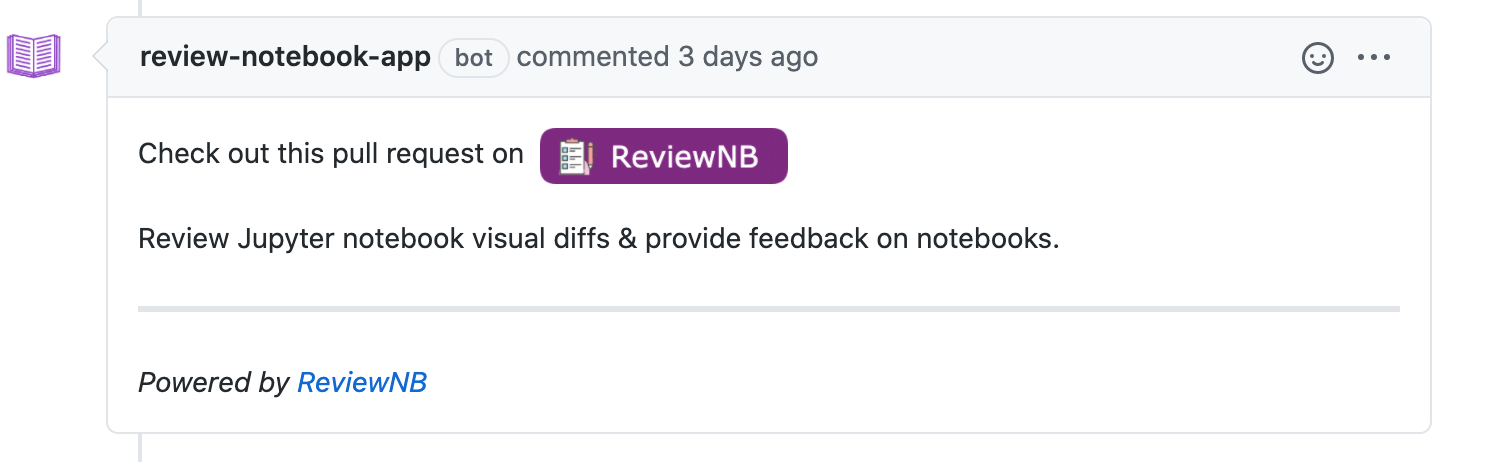 review-notebook-app bot commented 3 days ago
Check out this pull request on ReviewNB
Review Jupyter notebook visual diffs & provide feedback on notebooks.
Powered by ReviewNB